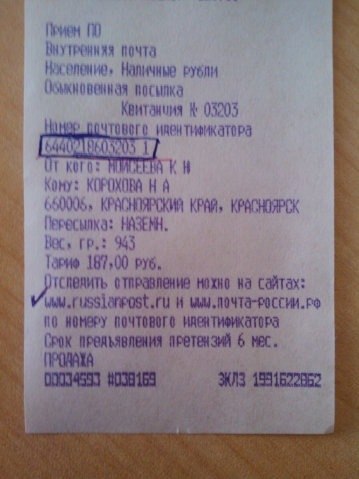 Прием ПО
Внутренняя почта
Население, Наличные рубли
Обыкновенная посылка
Квитанция № 03203
Номер почтового идентификатора
6440218603203 1
От кого: МОИСЕЕВА К Н
Кому: КОРОХОВА Н А
660006, КРАСНОЯРСКИЙ КРАЙ, КРАСНОЯРСК
Пересылка: НАЗЕМН.
Вес, гр.: 943
Тариф 187,00 руб.
Отследить отправление можно на сайтах:
www.russianpost.ru и www.почта-россии.рф
по номеру почтового идентификатора
Срок предъявления претензий 6 мес.
ПРОДАЖА
00034593 #038169 ЭКЛЗ 1991622862